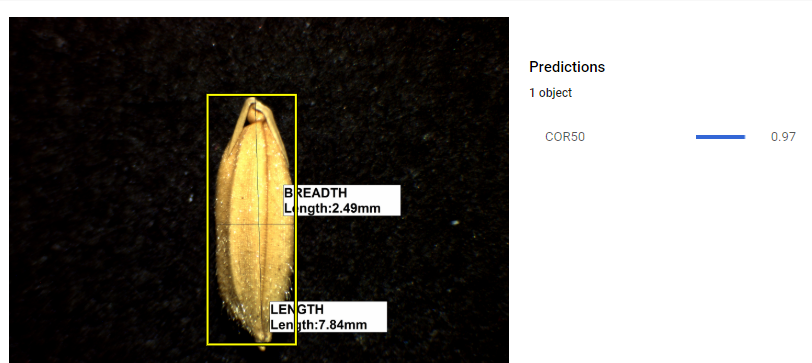 Predictions
1 object
COR50 0.97
BREADTH
Length:2.49mm
LENGTH
Length:7.84mm